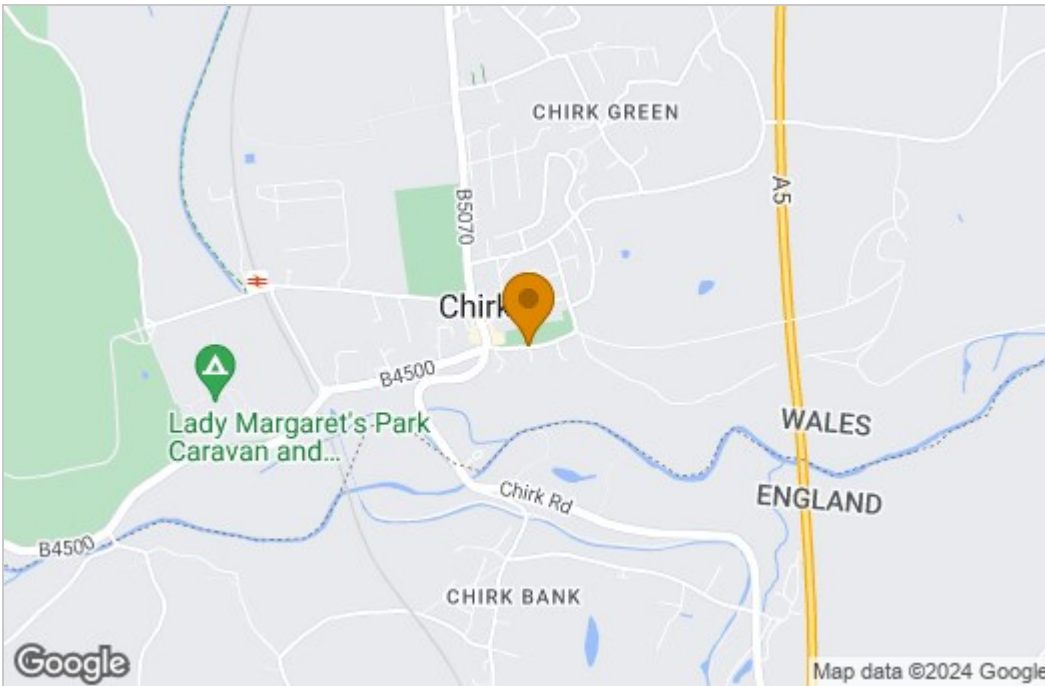 CHIRK GREEN
B5070
A5
Chirk
B4500
Lady Margaret's Park
Caravan and...
WALES
ENGLAND
Chirk Rd
B4500
CHIRK BANK
Google
Map data ©2024 Google